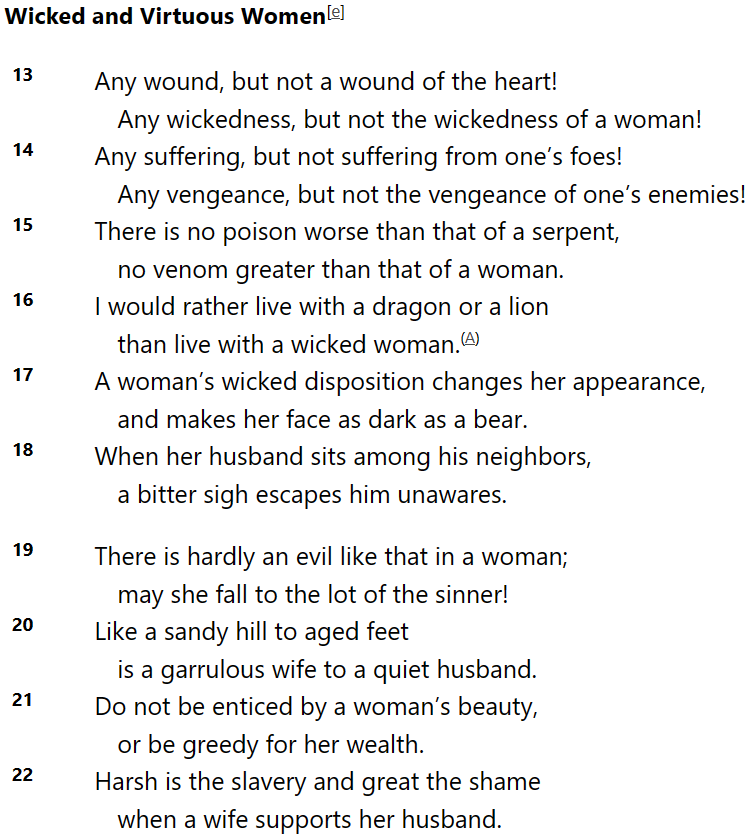 Wicked and Virtuous Women[e]
13 Any wound, but not a wound of the heart!
Any wickedness, but not the wickedness of a woman!
14 Any suffering, but not suffering from one’s foes!
Any vengeance, but not the vengeance of one’s enemies!
15 There is no poison worse than that of a serpent,
no venom greater than that of a woman.
16 I would rather live with a dragon or a lion
than live with a wicked woman.(A)
17 A woman’s wicked disposition changes her appearance,
and makes her face as dark as a bear.
18 When her husband sits among his neighbors,
a bitter sigh escapes him unawares.
19 There is hardly an evil like that in a woman;
may she fall to the lot of the sinner!
20 Like a sandy hill to aged feet
is a garrulous wife to a quiet husband.
21 Do not be enticed by a woman’s beauty,
or be greedy for her wealth.
22 Harsh is the slavery and great the shame
when a wife supports her husband.